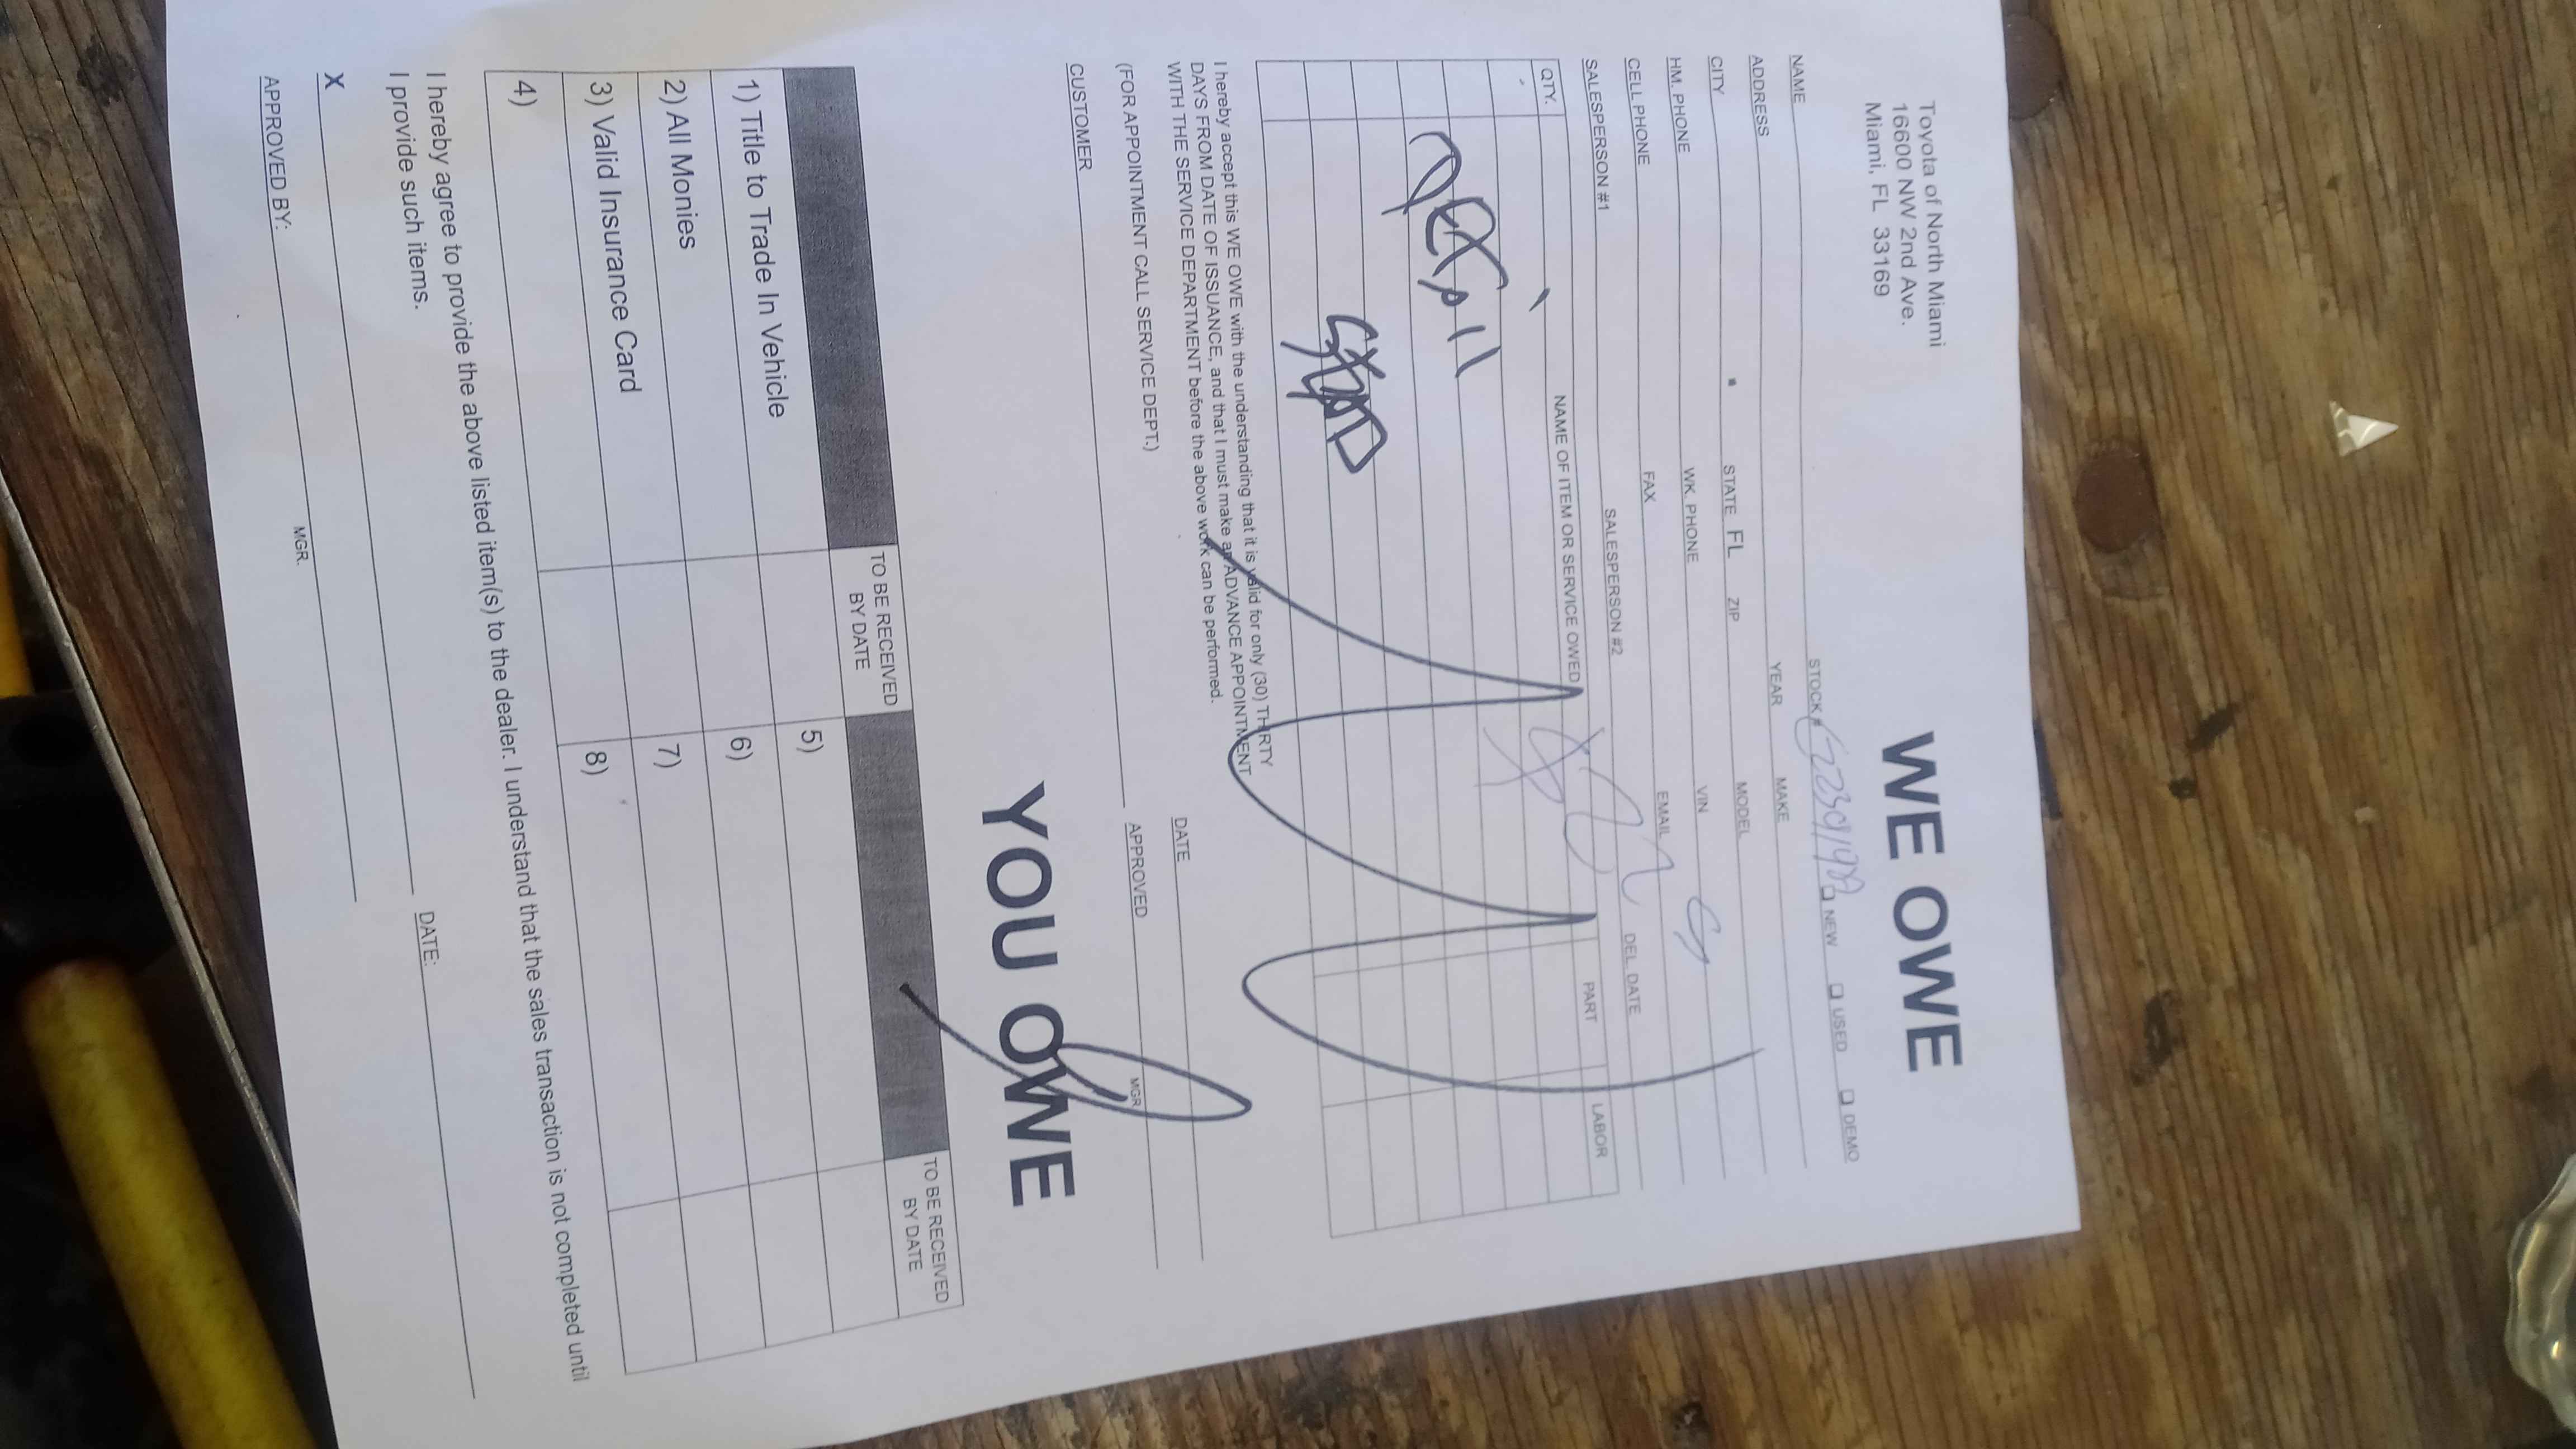 Toyota of North Miami
16600 NW 2nd Ave.
Miami, FL 33169
WE OWE
STOCK # NEW USED DEMO
NAME
ADDRESS YEAR MAKE
CITY STATE FL ZIP MODEL
HM. PHONE WK. PHONE VIN
CELL PHONE FAX EMAIL
SALESPERSON #1 SALESPERSON #2 DEL. DATE
QTY. NAME OF ITEM OR SERVICE OWED PART LABOR
I hereby accept this WE OWE with the understanding that it is valid for only (30) THIRTY
DAYS FROM DATE OF ISSUANCE, and that I must make an ADVANCE APPOINTMENT
WITH THE SERVICE DEPARTMENT before the above work can be performed.
DATE
(FOR APPOINTMENT CALL SERVICE DEPT.)
CUSTOMER APPROVED MGR
YOU OWE
TO BE RECEIVED BY DATE TO BE RECEIVED BY DATE
1) Title to Trade In Vehicle 5)
2) All Monies 6)
3) Valid Insurance Card 7)
4) 8)
I hereby agree to provide the above listed item(s) to the dealer. I understand that the sales transaction is not completed until
I provide such items.
X DATE:
APPROVED BY: MGR.